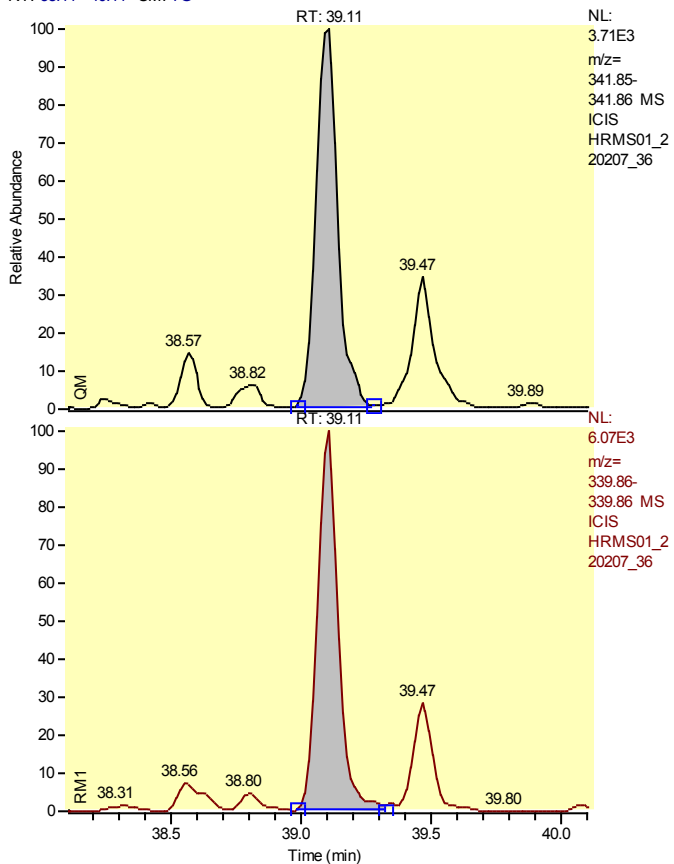 RT: 39.11
NL:
3.71E3
m/z=
341.85-
341.86 MS
ICIS
HRMS01_2
20207_36
100
90
80
70
60
50
40
30
20
10
0
Relative Abundance
QM
38.57
38.82
39.47
39.89
RT: 39.11
NL:
6.07E3
m/z=
339.86-
339.86 MS
ICIS
HRMS01_2
20207_36
100
90
80
70
60
50
40
30
20
10
0
RM1
38.31
38.56
38.80
39.47
39.80
38.5 39.0 39.5 40.0
Time (min)